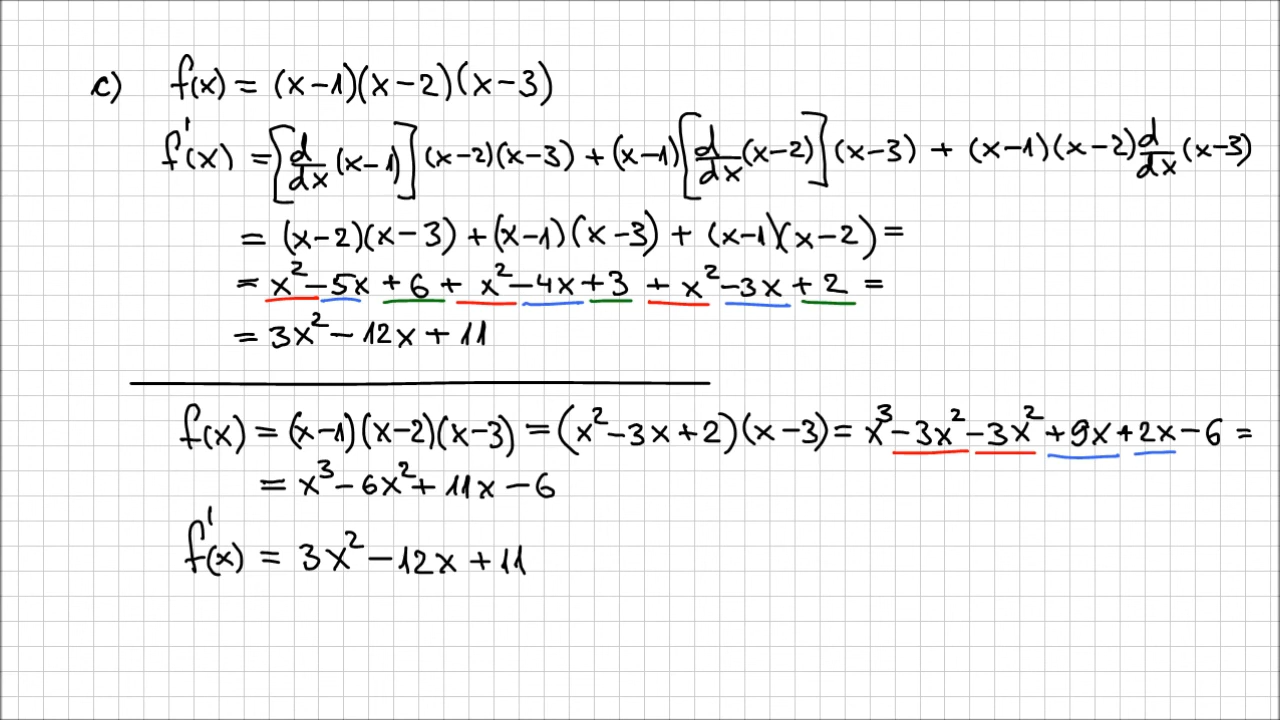 c) f(x) = (x-1)(x-2)(x-3)
f'(x) = [d/dx (x-1)] (x-2)(x-3) + (x-1) [d/dx (x-2)] (x-3) + (x-1)(x-2) d/dx (x-3)
= (x-2)(x-3) + (x-1)(x-3) + (x-1)(x-2) =
= x² - 5x + 6 + x² - 4x + 3 + x² - 3x + 2 =
= 3x² - 12x + 11
f(x) = (x-1)(x-2)(x-3) = (x² - 3x + 2)(x-3) = x³ - 3x² - 3x² + 9x + 2x - 6 =
= x³ - 6x² + 11x - 6
f'(x) = 3x² - 12x + 11